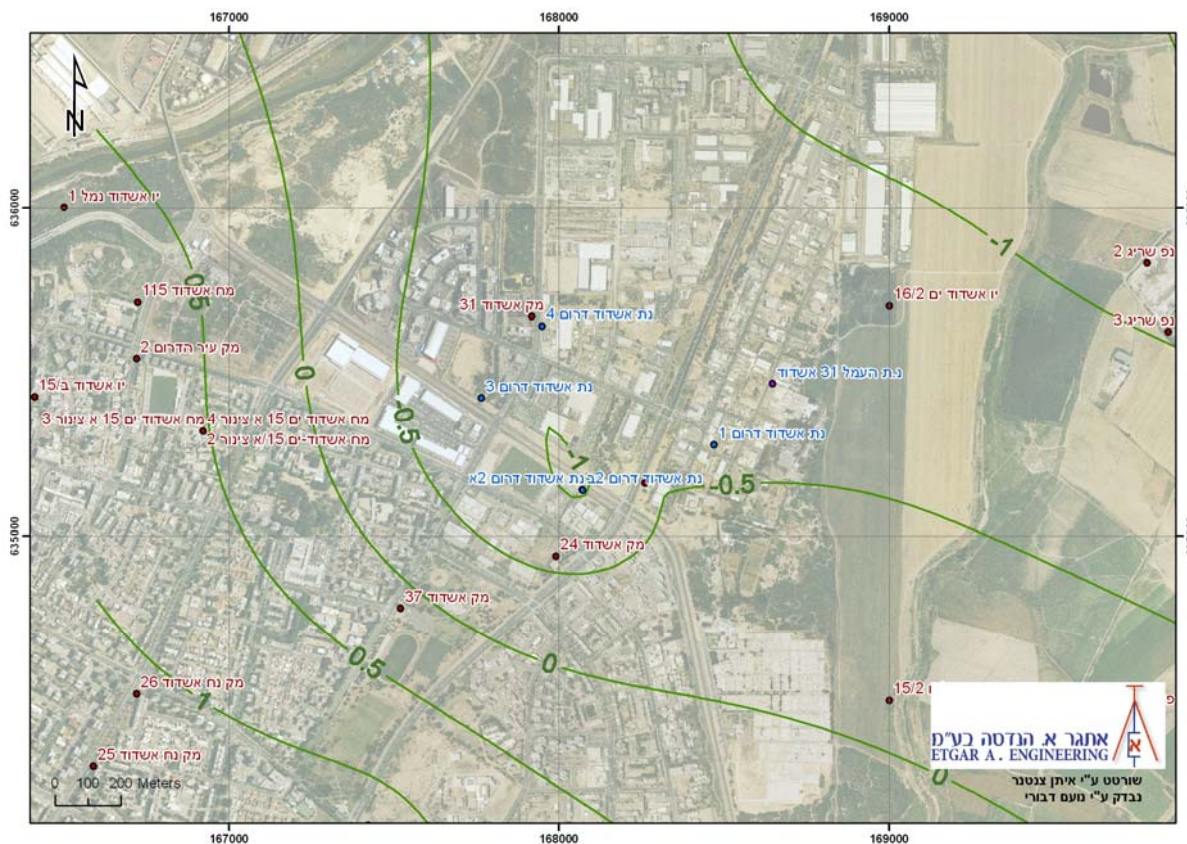 167000
168000
169000
N
-1
נפ שריג 2
636000
יו אשדוד נמל 1
0.5
מח אשדוד 115
יו אשדוד ים 16/2
מק אשדוד 31
נת אשדוד דרום 4
נפ שריג 3
מק עיר הדרום 2
0
-0.5
יו אשדוד ב/15
נת אשדוד דרום 3
נ.ת העמל 31 אשדוד
מח אשדוד ים 15 א צינור 3
מח אשדוד ים 15 א צינור 4
מח אשדוד-ים 15/א צינור 2
נת אשדוד דרום 1
-1
נת אשדוד דרום 2א
נת אשדוד דרום 2ב
-0.5
635000
מק אשדוד 24
מק אשדוד 37
0.5
0
מק נח אשדוד 26
1
15/2
מק נח אשדוד 25
אתגר א. הנדסה בע"מ
ETGAR A. ENGINEERING
א
0
0 100 200 Meters
שורטט ע"י איתן צנטנר
נבדק ע"י נועם דבורי
167000
168000
169000